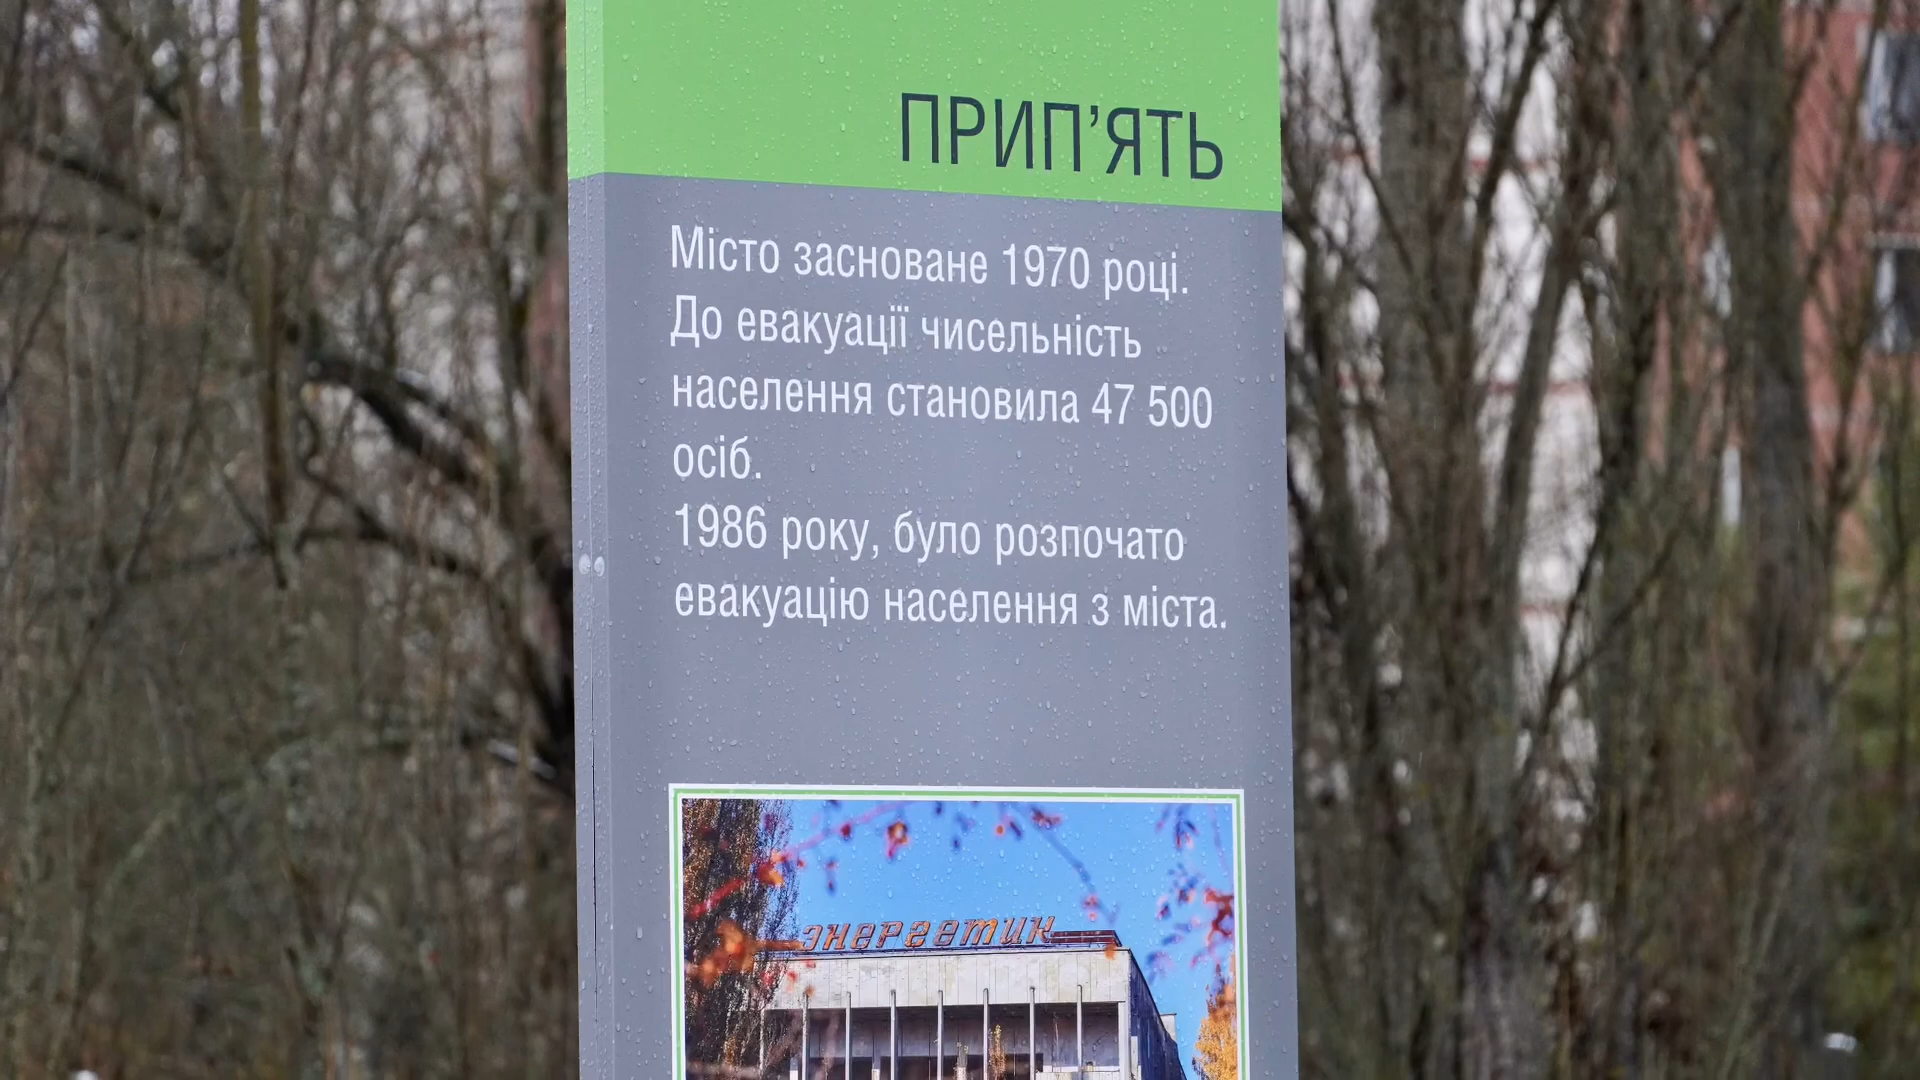 ПРИП’ЯТЬ
Місто засноване 1970 році.
До евакуації чисельність
населення становила 47 500
осіб.
1986 року, було розпочато
евакуацію населення з міста.
энергетик